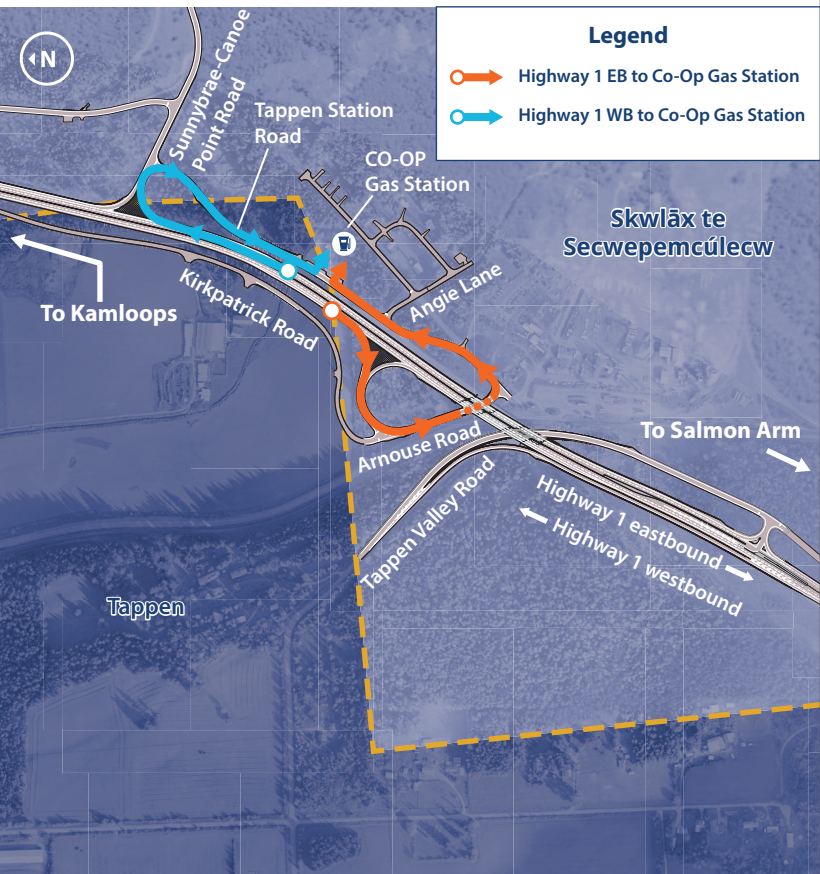 N
Legend
Highway 1 EB to Co-Op Gas Station
Highway 1 WB to Co-Op Gas Station
Sunnybrae-Canoe
Point Road
Tappen Station
Road
CO-OP
Gas Station
Skwlāx te
Secwepemcúlecw
To Kamloops
Kirkpatrick Road
Angie Lane
Arnouse Road
To Salmon Arm
Tappen Valley Road
Highway 1 eastbound
Highway 1 westbound
Tappen